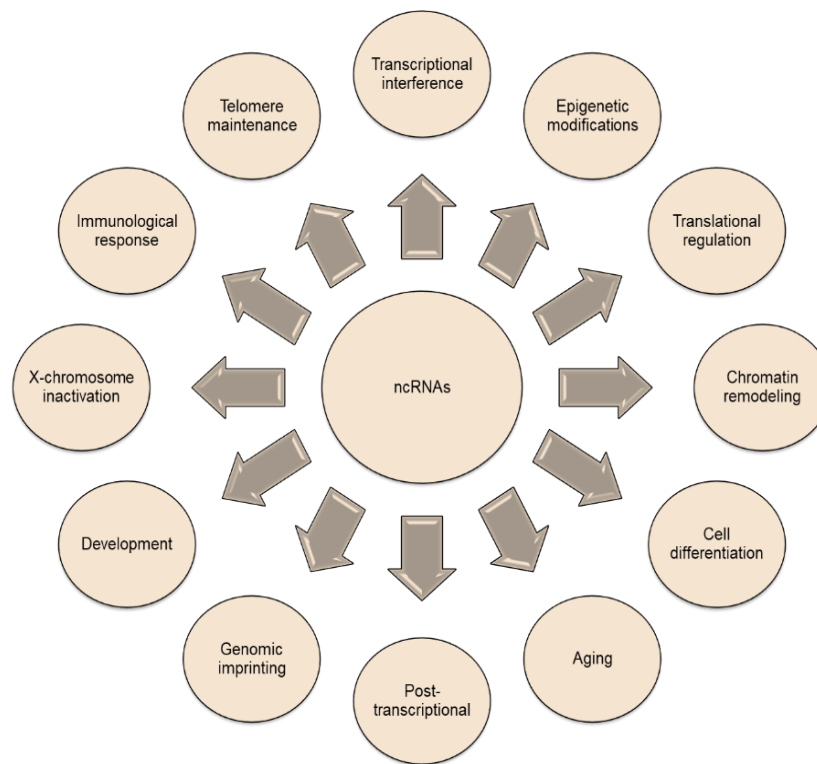 Transcriptional
interference
Epigenetic
modifications
Translational
regulation
Chromatin
remodeling
Cell
differentiation
Aging
Post-
transcriptional
Genomic
imprinting
Development
X-chromosome
inactivation
Immunological
response
Telomere
maintenance
ncRNAs